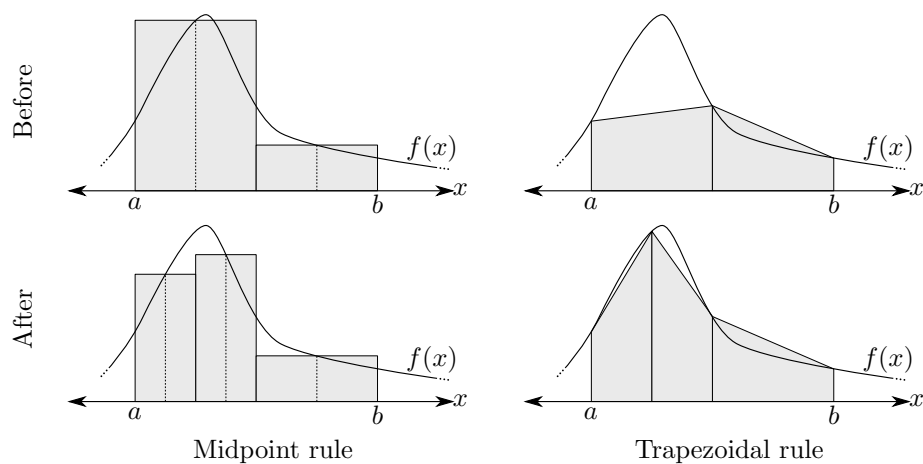 Before
f(x)
x
a
b
f(x)
x
a
b
After
f(x)
x
a
b
f(x)
x
a
b
Midpoint rule
Trapezoidal rule